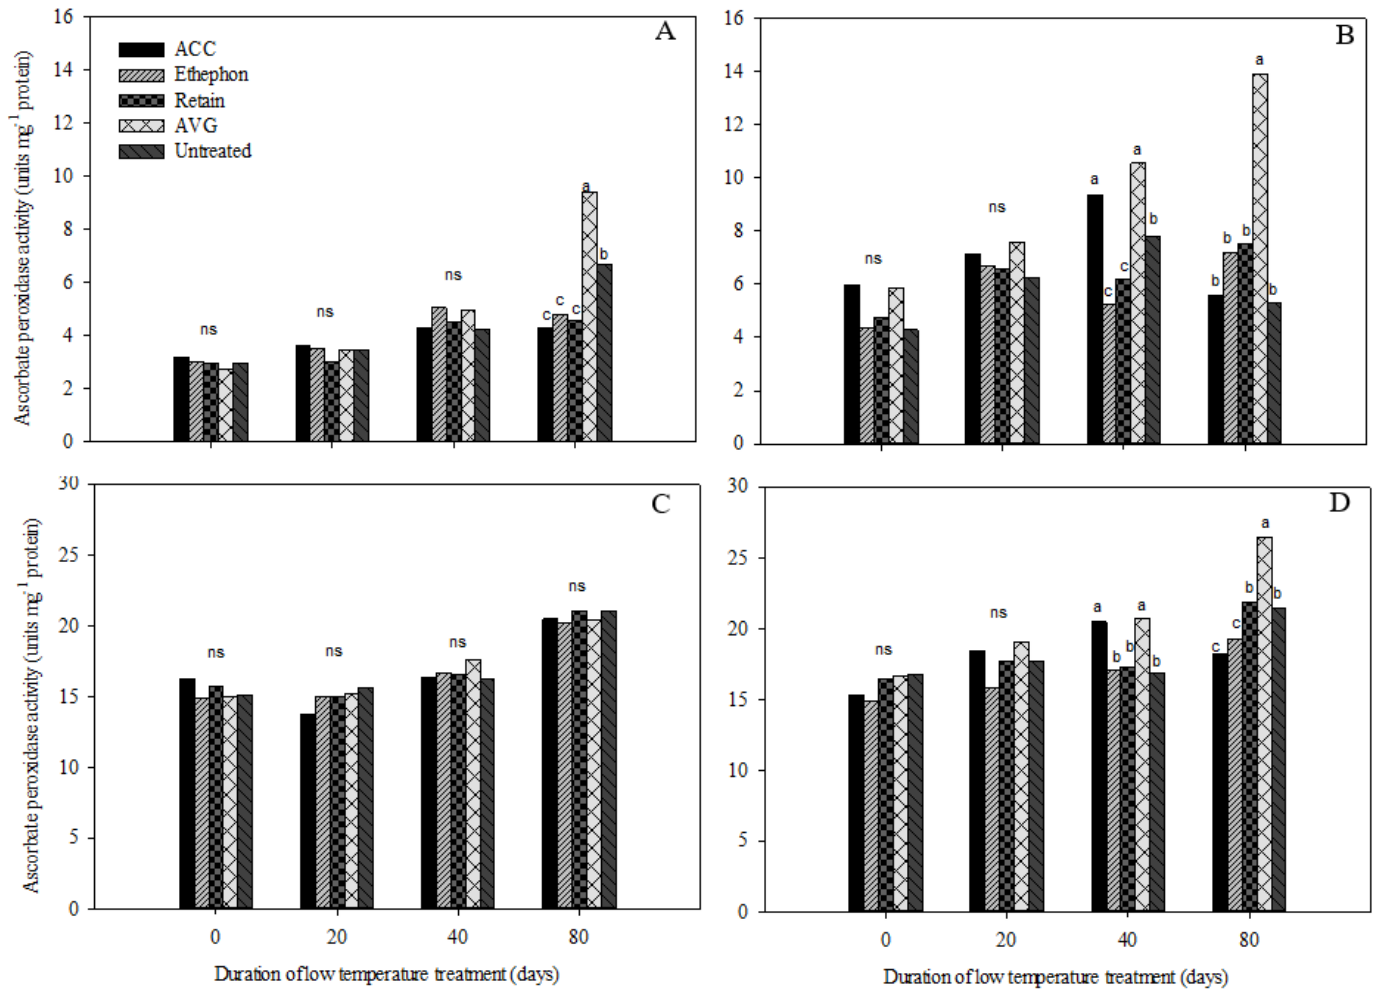 A
16
14
12
10
8
6
4
2
0
Ascorbate peroxidase activity (units mg-1 protein)
ACC
Ethephon
Retain
AVG
Untreated
ns
ns
ns
c
c
c
a
b
B
16
14
12
10
8
6
4
2
0
ns
ns
a
c
c
a
b
b
b
b
a
b
C
30
25
20
15
10
5
0
Ascorbate peroxidase activity (units mg-1 protein)
ns
ns
ns
ns
0 20 40 80
Duration of low temperature treatment (days)
D
30
25
20
15
10
5
0
ns
ns
a
b
b
a
b
c
c
b
a
b
0 20 40 80
Duration of low temperature treatment (days)